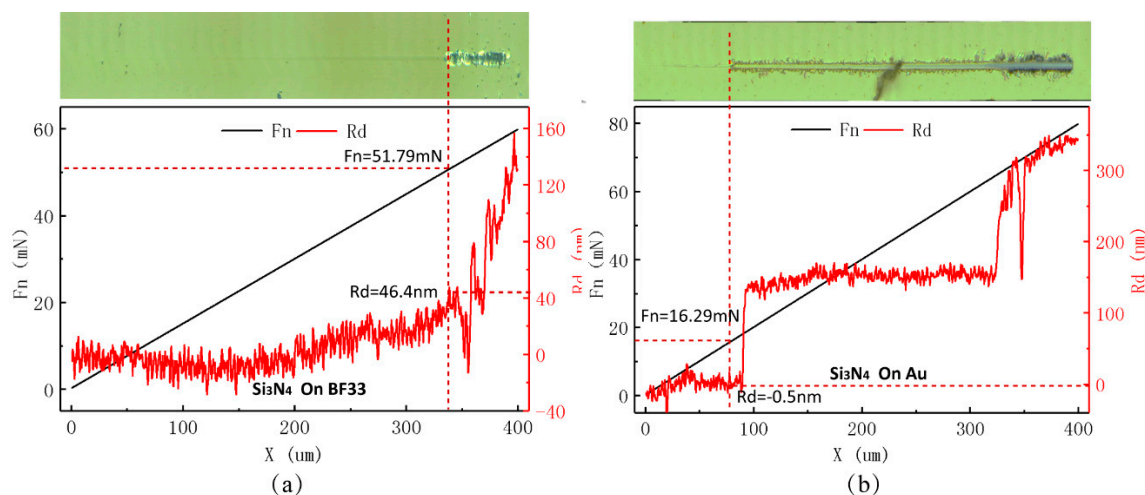 Fn Rd
Fn=51.79mN
Rd=46.4nm
Si₃N₄ On BF33
60
40
20
0
Fn (mN)
160
120
80
40
0
-40
Rd (nm)
0 100 200 300 400
X (um)
(a)
Fn Rd
Fn=16.29mN
Si₃N₄ On Au
Rd=-0.5nm
80
60
40
20
0
Fn (mN)
300
200
100
0
Rd (nm)
0 100 200 300 400
X (um)
(b)